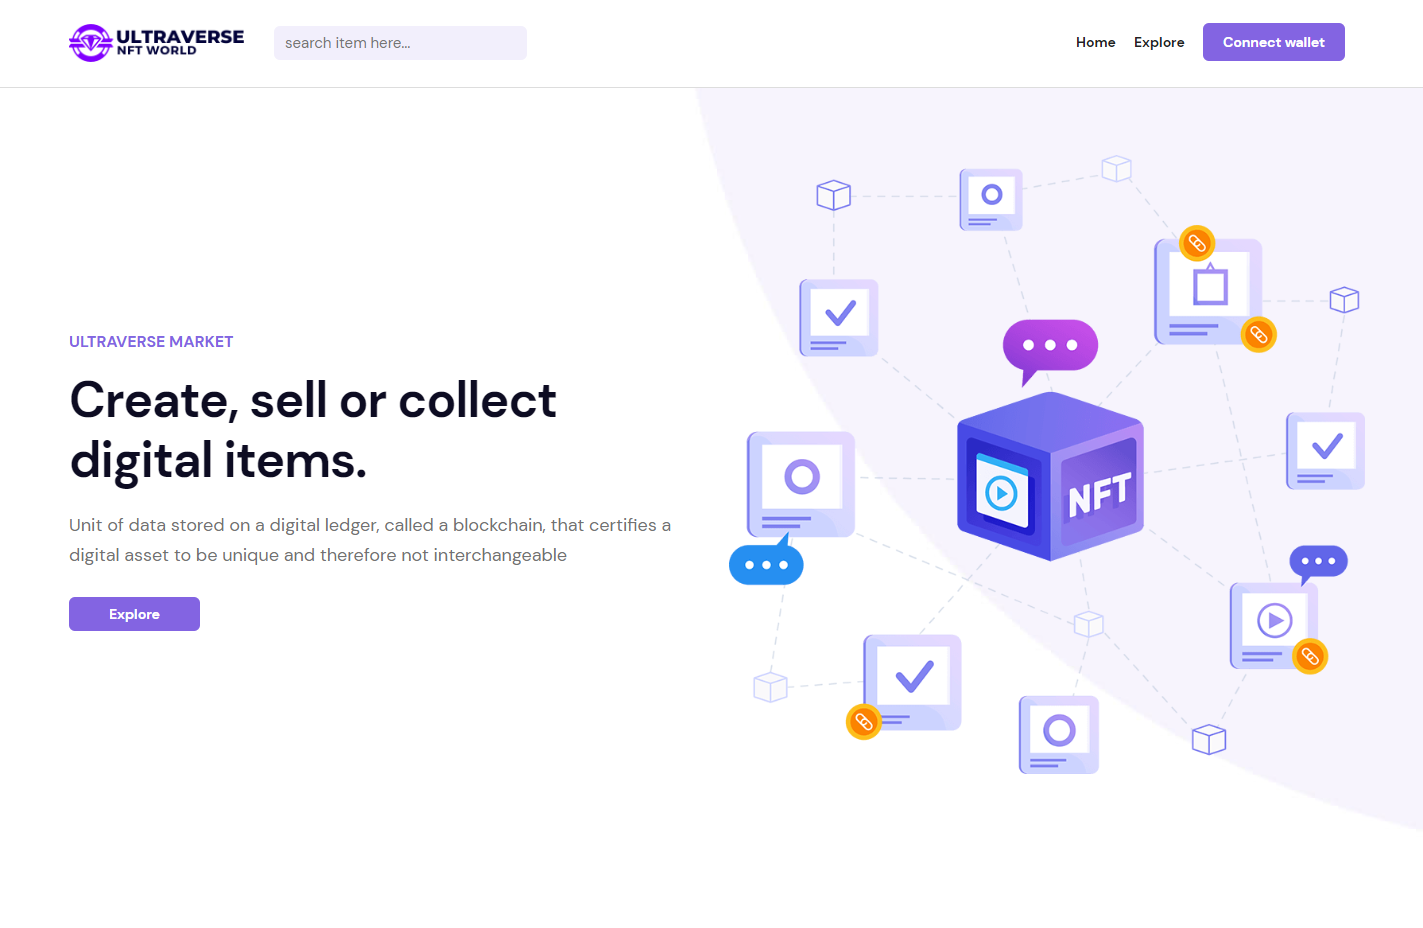 ULTRAVERSE
NFT WORLD
search item here...
Home
Explore
Connect wallet
ULTRAVERSE MARKET
Create, sell or collect
digital items.
Unit of data stored on a digital ledger, called a blockchain, that certifies a
digital asset to be unique and therefore not interchangeable
Explore
NFT